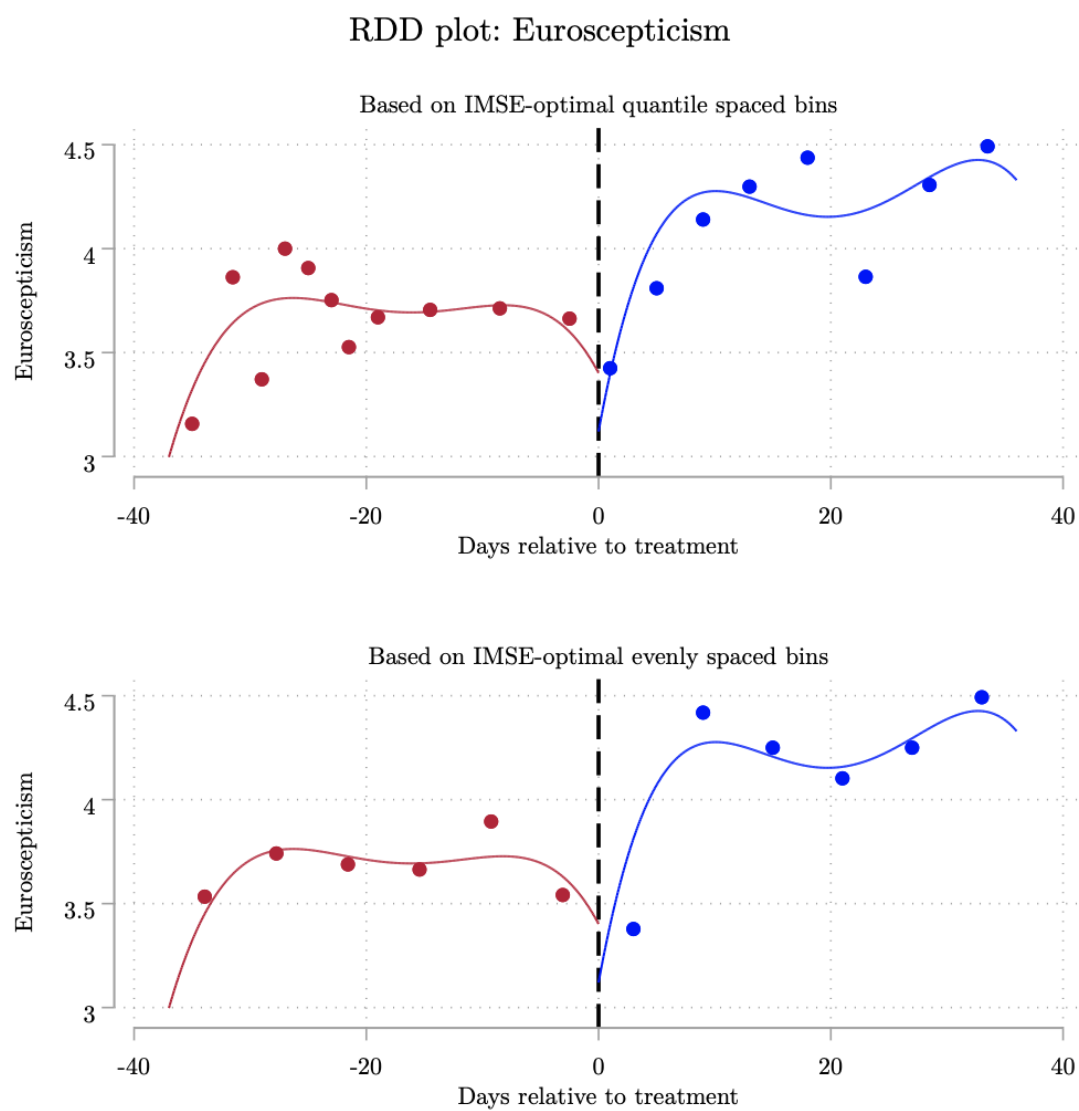 RDD plot: Euroscepticism
Based on IMSE-optimal quantile spaced bins
Euroscepticism
4.5
4
3.5
3
-40 -20 0 20 40
Days relative to treatment
Based on IMSE-optimal evenly spaced bins
Euroscepticism
4.5
4
3.5
3
-40 -20 0 20 40
Days relative to treatment